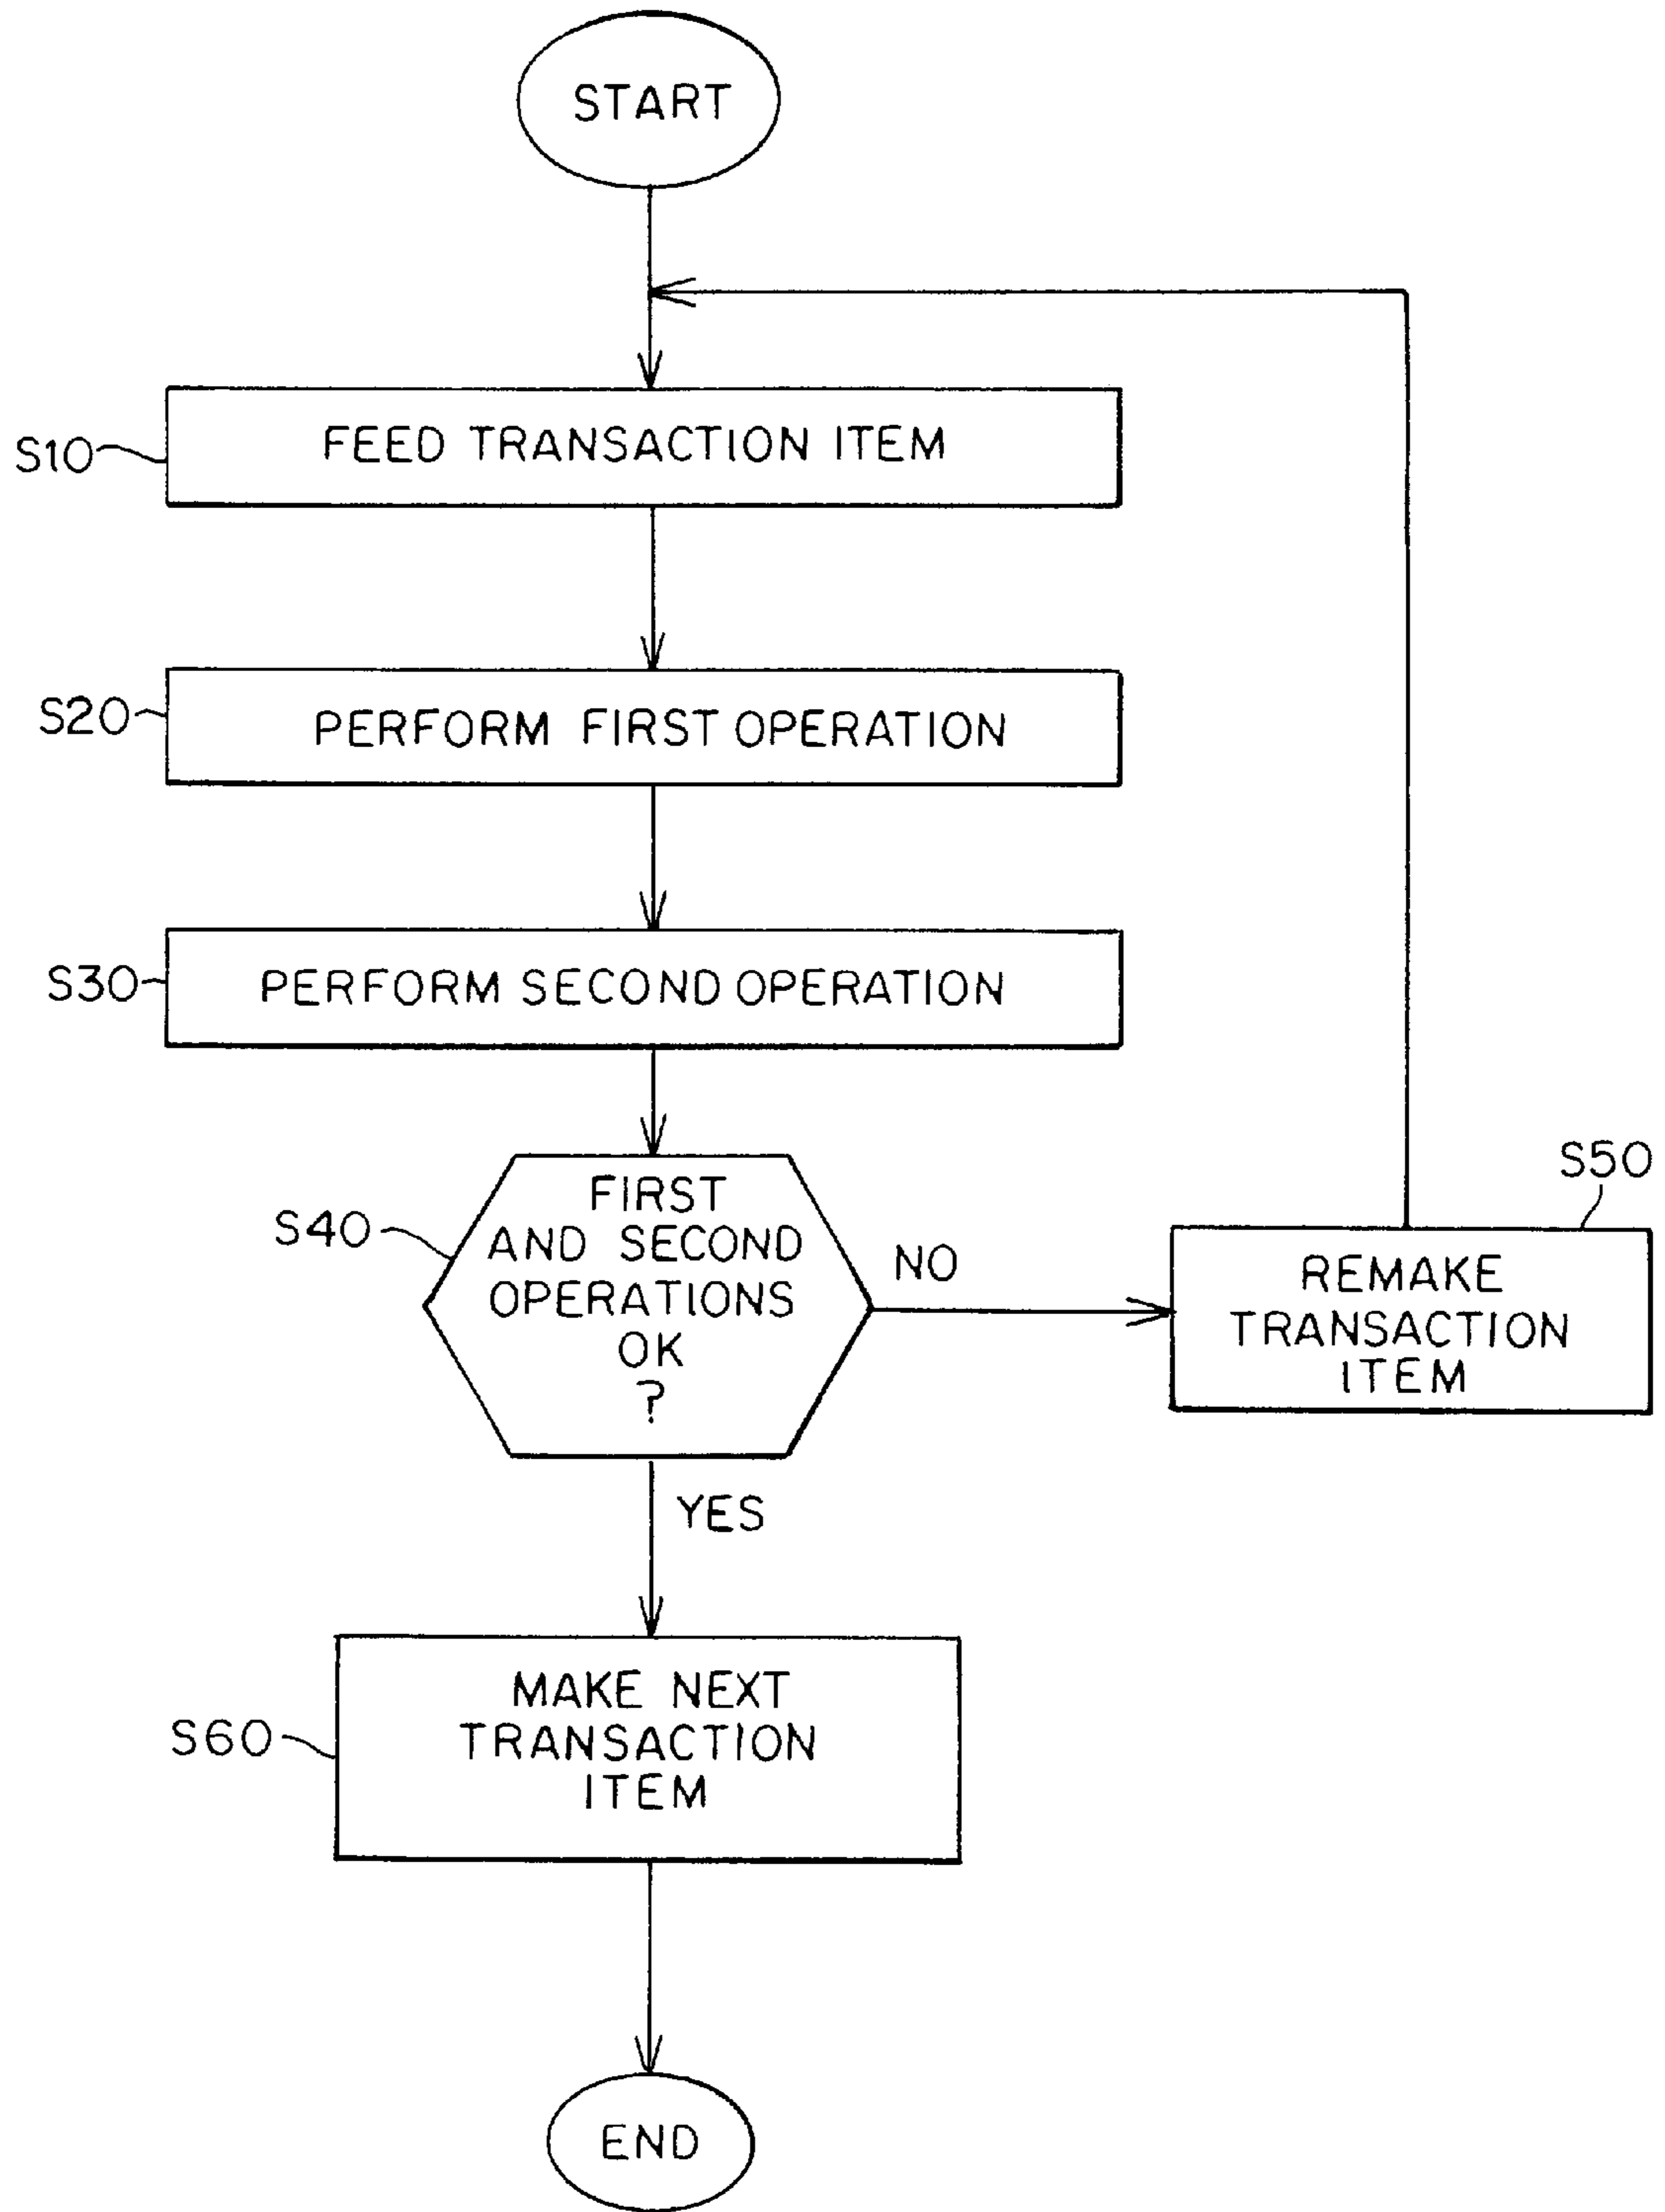 START
S10
FEED TRANSACTION ITEM
S20
PERFORM FIRST OPERATION
S30
PERFORM SECOND OPERATION
S40
FIRST
AND SECOND
OPERATIONS
OK
?
NO
S50
REMAKE
TRANSACTION
ITEM
YES
S60
MAKE NEXT
TRANSACTION
ITEM
END